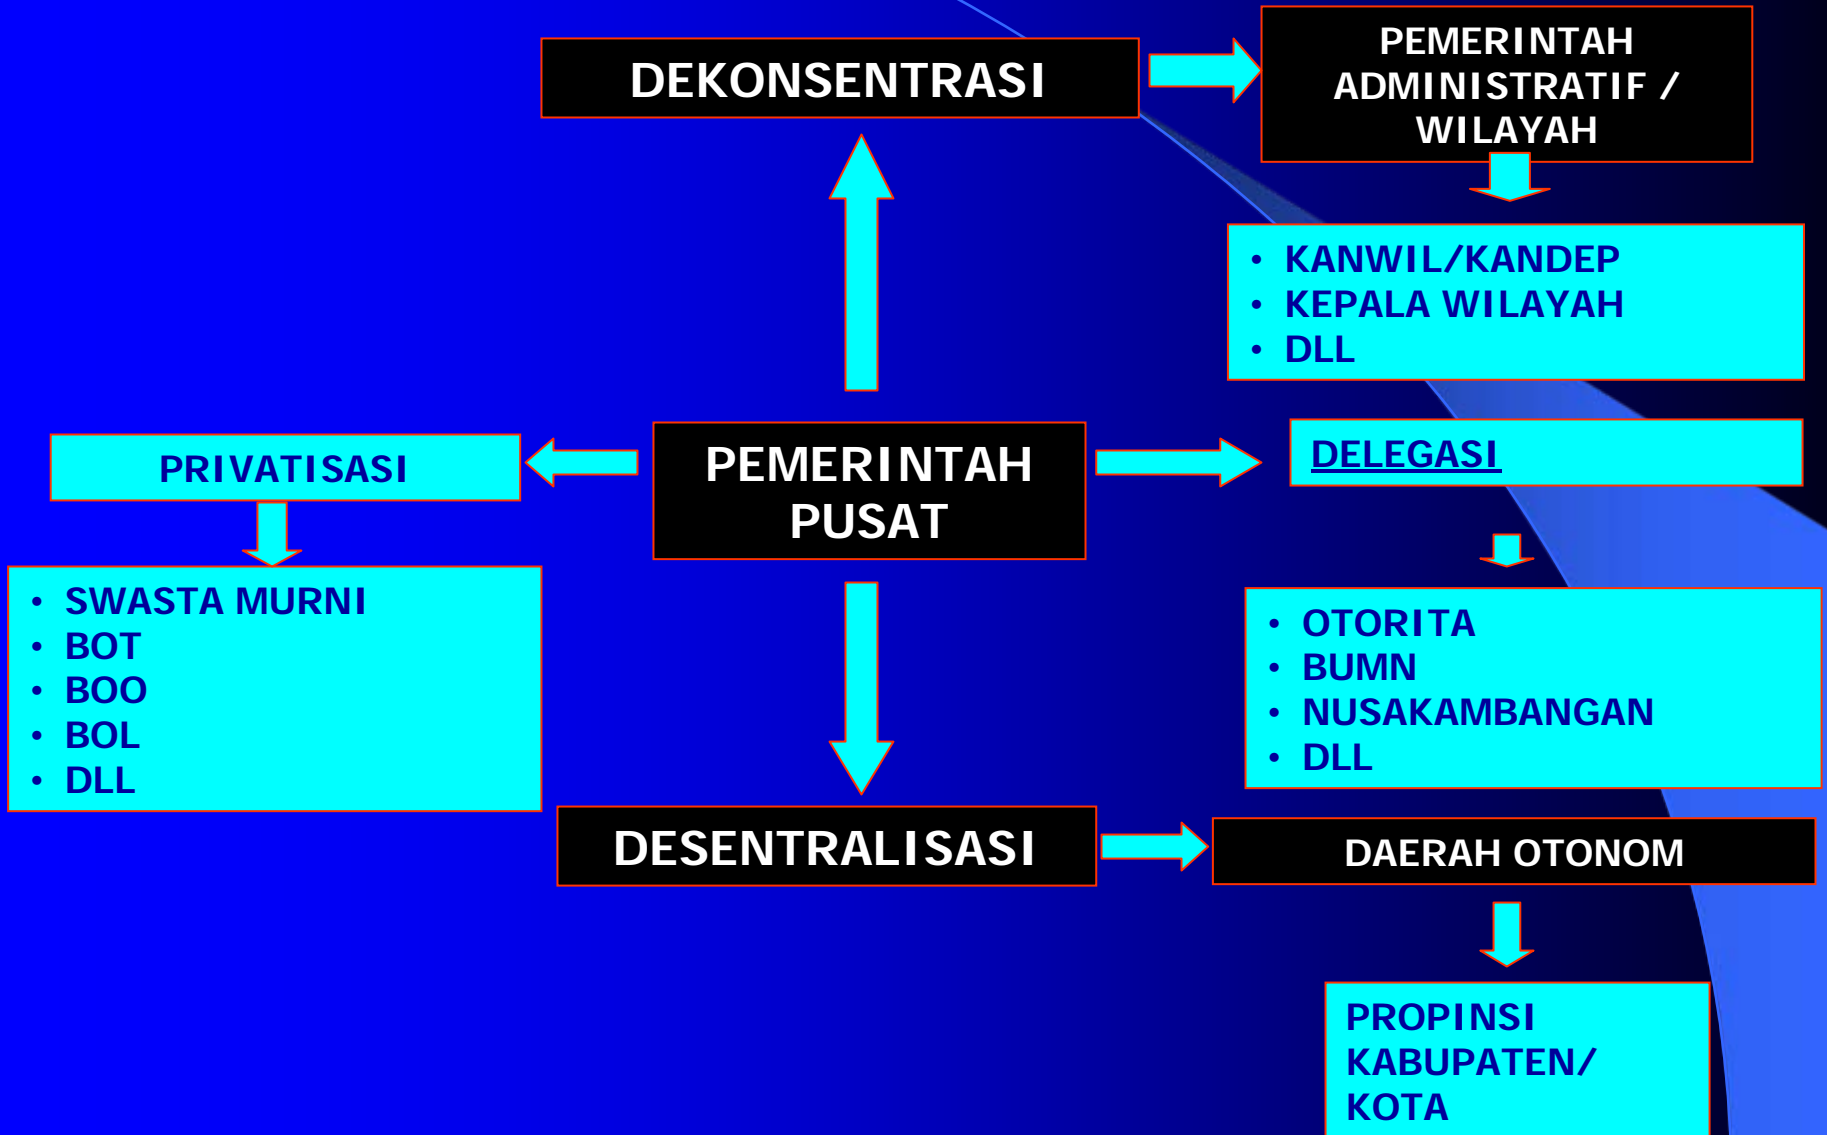 DEKONSENTRASI
PEMERINTAH
ADMINISTRATIF /
WILAYAH
• KANWIL/KANDEP
• KEPALA WILAYAH
• DLL
PRIVATISASI
PEMERINTAH
PUSAT
DELEGASI
• SWASTA MURNI
• BOT
• BOO
• BOL
• DLL
• OTORITA
• BUMN
• NUSAKAMBANGAN
• DLL
DESENTRALISASI
DAERAH OTONOM
PROPINSI
KABUPATEN/
KOTA